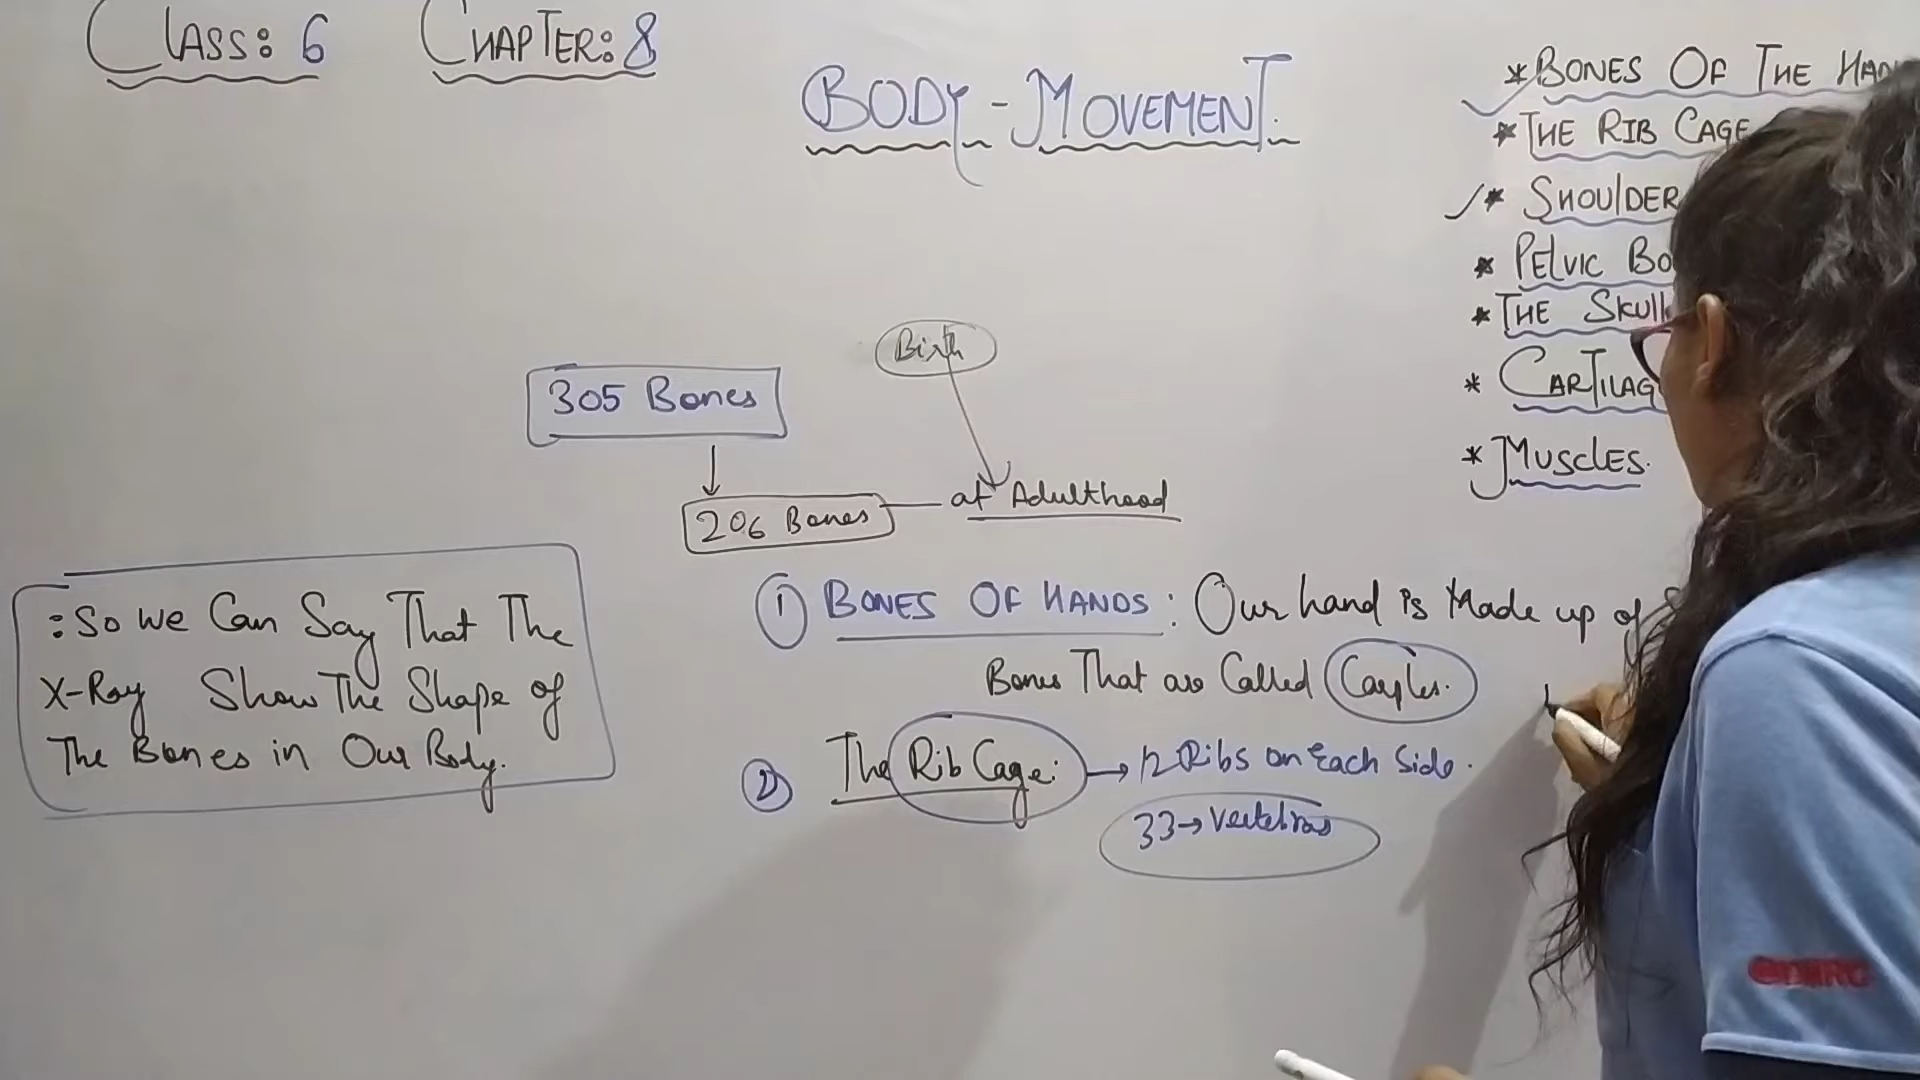 CLASS: 6 CHAPTER: 8
BODY-MOVEMENT.
*BONES OF THE HAN
*THE RIB CAGE
* SHOULDER
* PELVIC BO
*THE SKULL
* CARTILAG
* MUSCLES.
Birth
305 Bones
206 Bones — at Adulthood
:So We Can Say That The
X-Ray Show The Shape of
The Bones in Our Body.
1 BONES OF HANDS: Our hand is Made up of
Bones That are Called Carples.
2 The Rib Cage: → 12 Ribs on Each Side.
33→ Vertebras